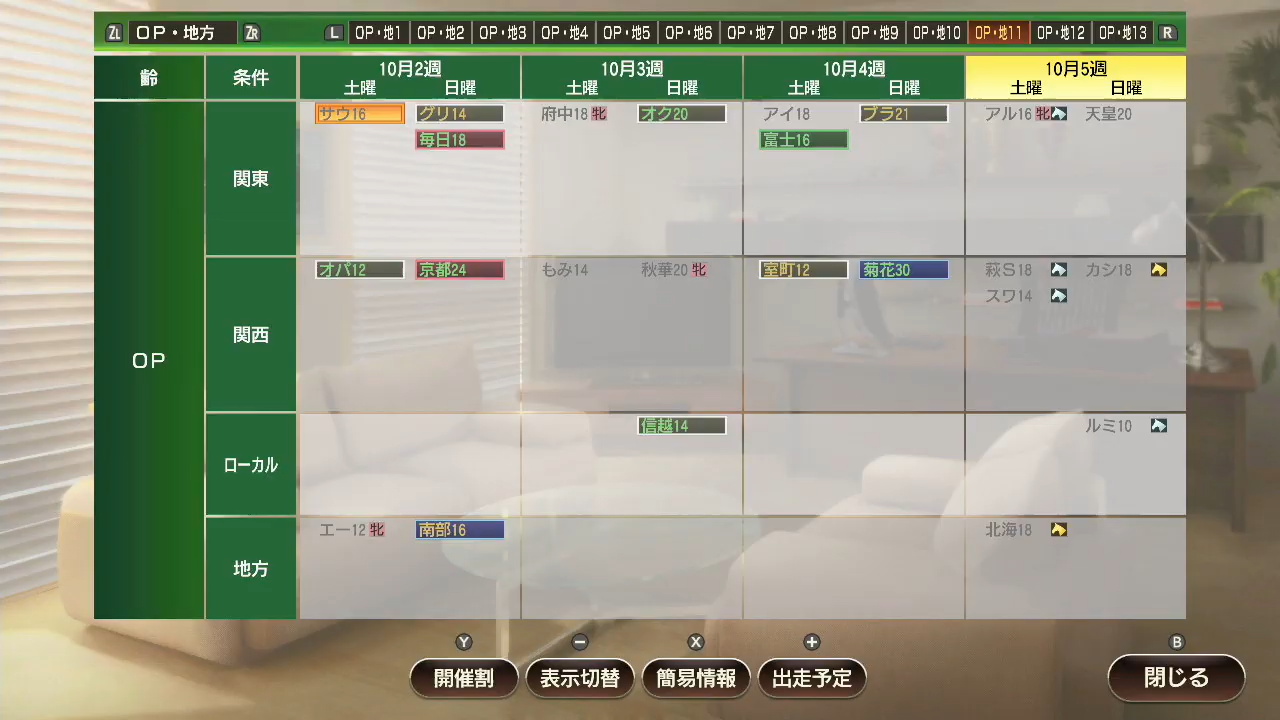 ZL OP・地方 ZR L OP・地1 OP・地2 OP・地3 OP・地4 OP・地5 OP・地6 OP・地7 OP・地8 OP・地9 OP・地10 OP・地11 OP・地12 OP・地13 R
齢 条件 10月2週 10月3週 10月4週 10月5週
土曜 日曜 土曜 日曜 土曜 日曜 土曜 日曜
サウ16 グリ14 府中18 牝 オク20 アイ18 ブラ21 アル16 牝 天皇20
毎日18 富士16
関東
オパ12 京都24 もみ14 秋華20 牝 室町12 菊花30 萩S18 カシ18
スワ14
関西
OP
信越14 ルミ10
ローカル
エー12 牝 南部16 北海18
地方
Y - X + B
開催割 表示切替 簡易情報 出走予定 閉じる